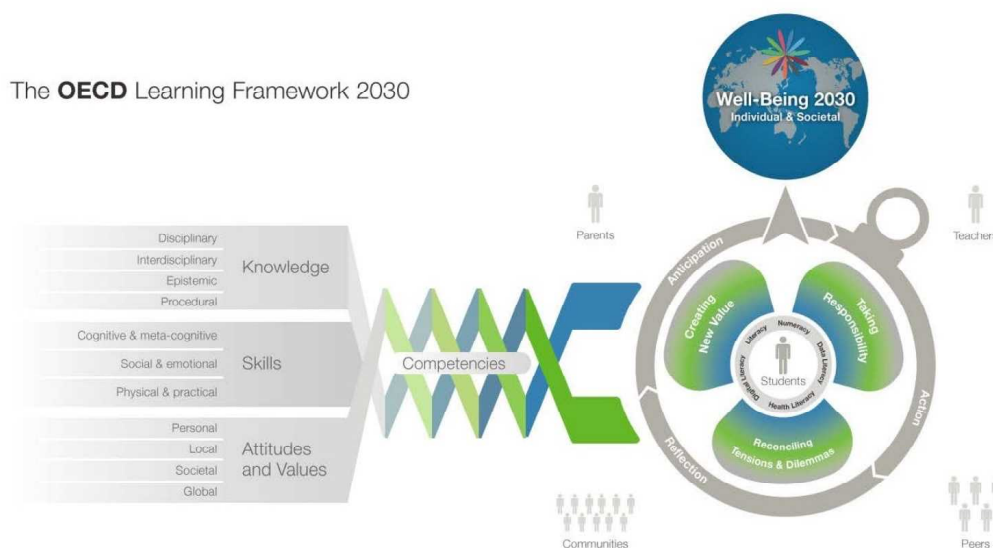 The OECD Learning Framework 2030
Well-Being 2030
Individual & Societal
Parents
Teachers
Disciplinary
Interdisciplinary
Epistemic
Procedural
Knowledge
Cognitive & meta-cognitive
Social & emotional
Physical & practical
Skills
Personal
Local
Societal
Global
Attitudes
and Values
Competencies
Anticipation
Action
Reflection
Creating
New Value
Taking
Responsibility
Reconciling
Tensions & Dilemmas
Literacy
Numeracy
Data Literacy
Health Literacy
Digital Literacy
Students
Communities
Peers